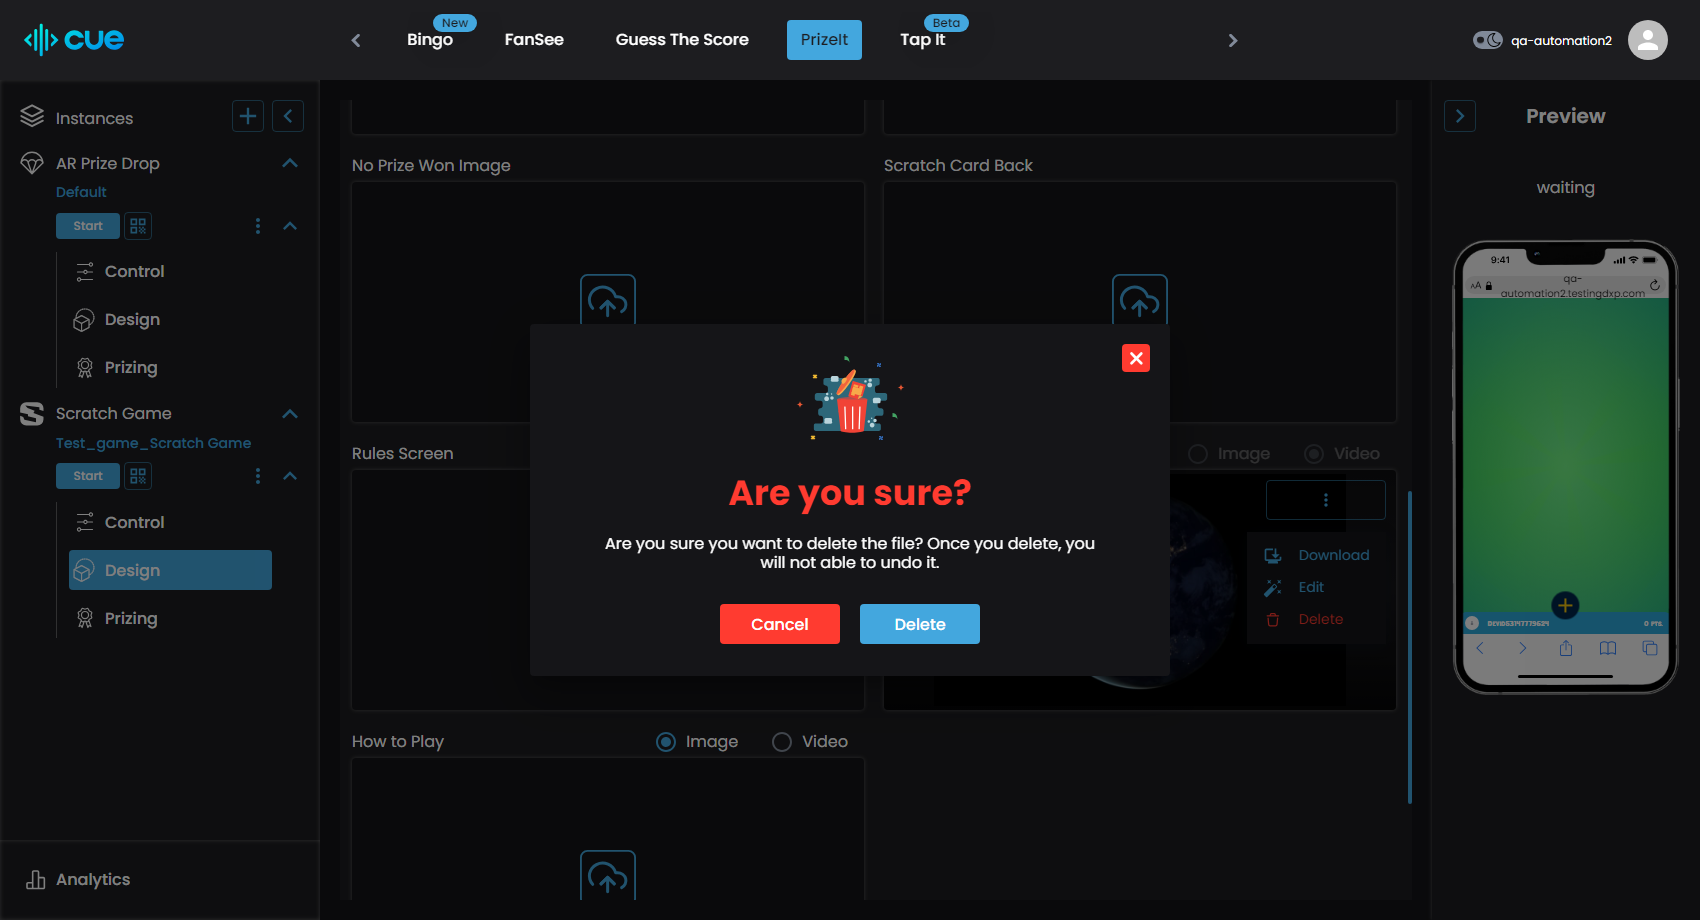 cue
New
Bingo
FanSee
Guess The Score
PrizeIt
Beta
Tap It
qa-automation2
Instances
AR Prize Drop
Default
Start
Control
Design
Prizing
Scratch Game
Test_game_Scratch Game
Start
Control
Design
Prizing
Analytics
No Prize Won Image
Scratch Card Back
Rules Screen
Image
Video
Download
Edit
Delete
How to Play
Image
Video
Are you sure?
Are you sure you want to delete the file? Once you delete, you
will not able to undo it.
Cancel
Delete
Preview
waiting
9:41
AA
qa-
automation2.testingdxp.com
0 PTS.